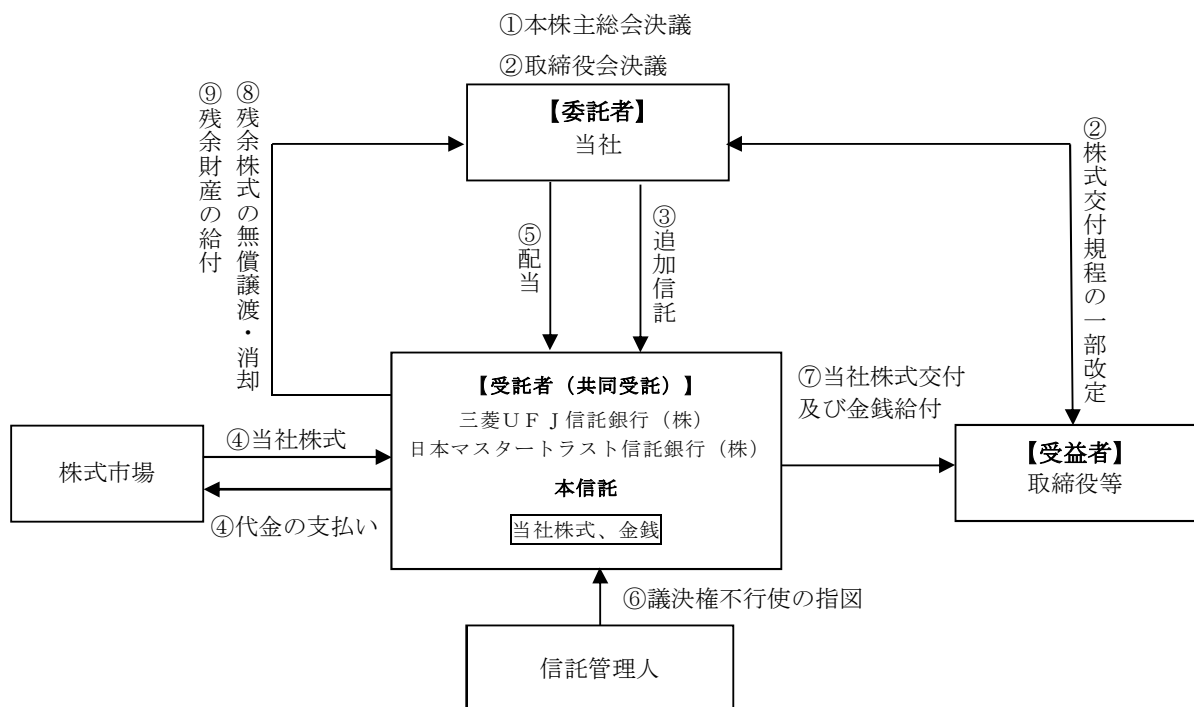 ①本株主総会決議
②取締役会決議
【委託者】
当社
⑨残余財産の給付
⑧残余株式の無償譲渡・消却
⑤配当
③追加信託
②株式交付規程の一部改定
【受託者（共同受託）】
三菱ＵＦＪ信託銀行（株）
日本マスタートラスト信託銀行（株）
本信託
当社株式、金銭
⑦当社株式交付
及び金銭給付
④当社株式
株式市場
④代金の支払い
【受益者】
取締役等
⑥議決権不行使の指図
信託管理人